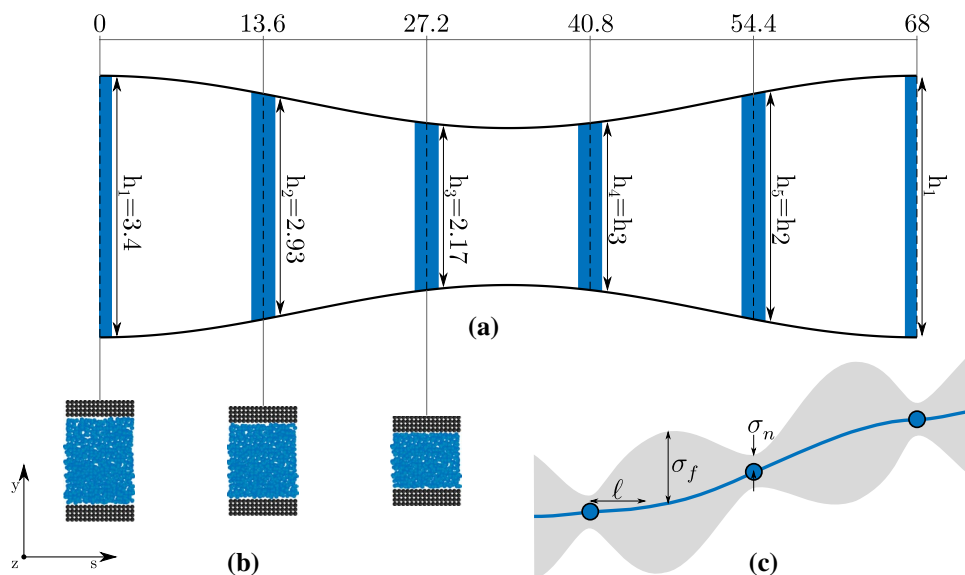 0 13.6 27.2 40.8 54.4 68
h₁=3.4
h₂=2.93
h₃=2.17
h₄=h₃
h₅=h₂
h₁
(a)
σₙ
σ_f
ℓ
y
z
s
(b)
(c)